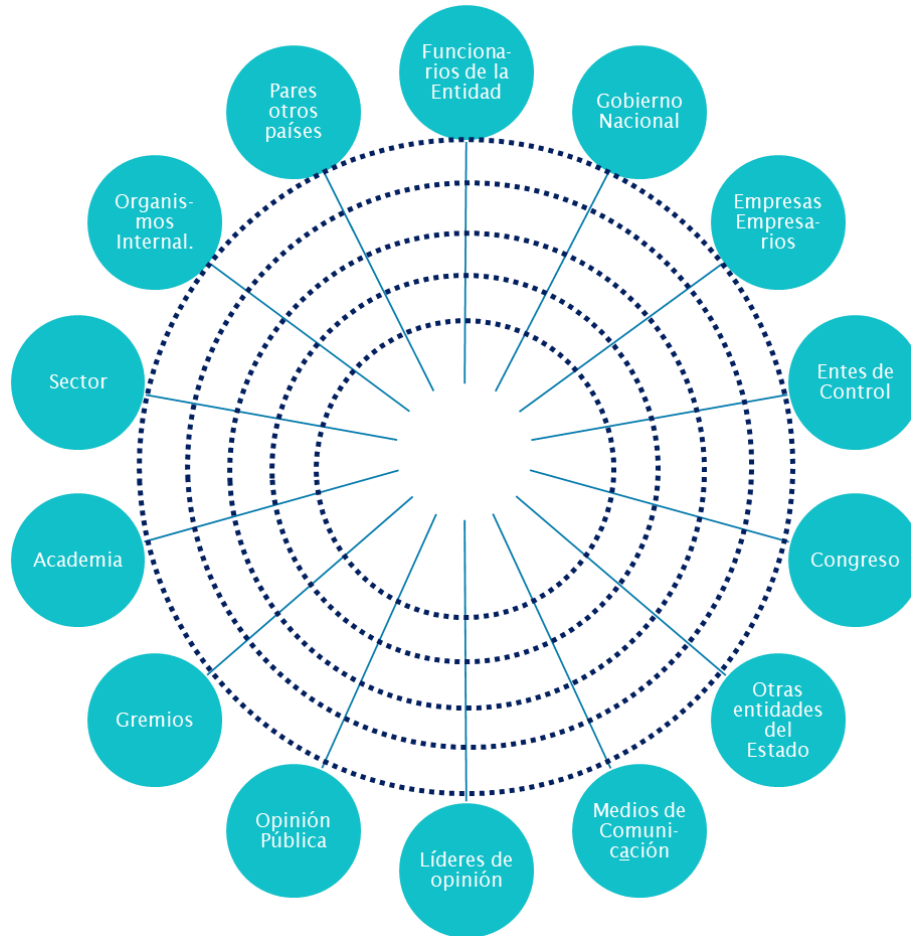 Funciona-
rios de la
Entidad
Gobierno
Nacional
Empresas
Empresa-
rios
Entes de
Control
Congreso
Otras
entidades
del
Estado
Medios de
Comuni-
cación
Líderes de
opinión
Opinión
Pública
Gremios
Academia
Sector
Organis-
mos
Internal.
Pares
otros
países